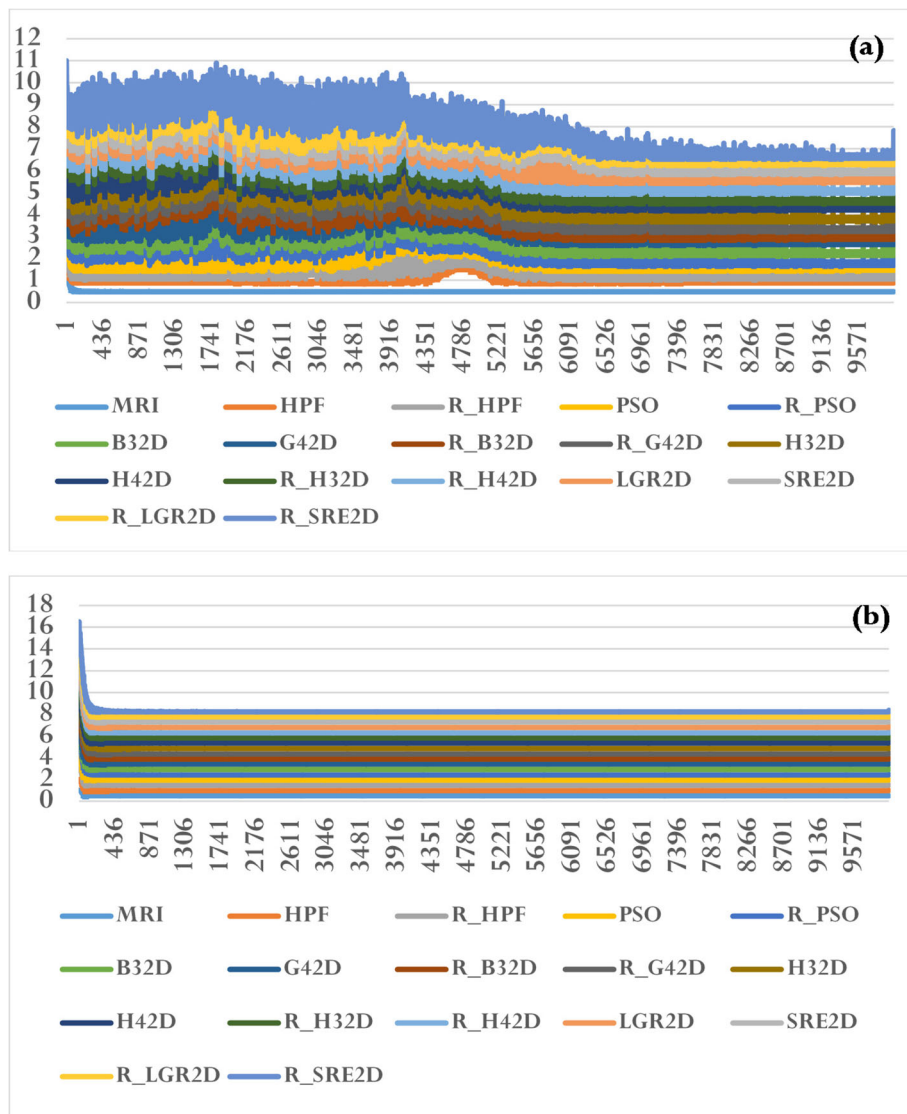 (a)
12
11
10
9
8
7
6
5
4
3
2
1
0
1 436 871 1306 1741 2176 2611 3046 3481 3916 4351 4786 5221 5656 6091 6526 6961 7396 7831 8266 8701 9136 9571
MRI HPF R_HPF PSO R_PSO
B32D G42D R_B32D R_G42D H32D
H42D R_H32D R_H42D LGR2D SRE2D
R_LGR2D R_SRE2D
(b)
18
16
14
12
10
8
6
4
2
0
1 436 871 1306 1741 2176 2611 3046 3481 3916 4351 4786 5221 5656 6091 6526 6961 7396 7831 8266 8701 9136 9571
MRI HPF R_HPF PSO R_PSO
B32D G42D R_B32D R_G42D H32D
H42D R_H32D R_H42D LGR2D SRE2D
R_LGR2D R_SRE2D